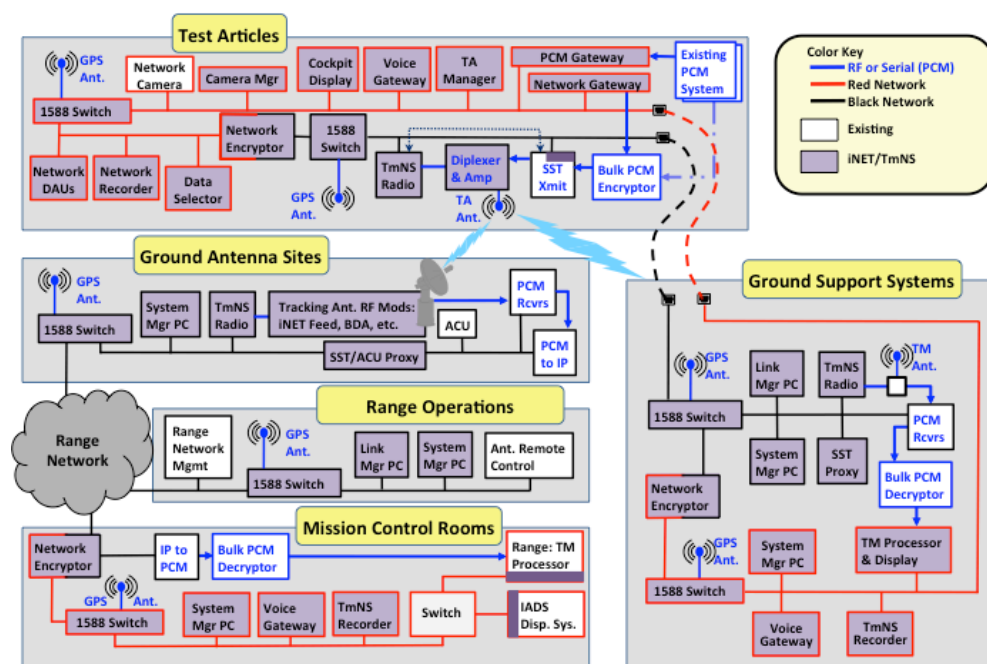 Test Articles
GPS
Ant.
Network
Camera
Camera Mgr
Cockpit
Display
Voice
Gateway
TA
Manager
PCM Gateway
Network Gateway
Existing
PCM
System
1588 Switch
Network
Encryptor
1588
Switch
Network
DAUs
Network
Recorder
Data
Selector
GPS
Ant.
TmNS
Radio
Diplexer
& Amp
SST
Xmit
Bulk PCM
Encryptor
TA
Ant.
Color Key
RF or Serial (PCM)
Red Network
Black Network
Existing
iNET/TmNS
Ground Antenna Sites
GPS
Ant.
1588 Switch
System
Mgr PC
TmNS
Radio
Tracking Ant. RF Mods:
iNET Feed, BDA, etc.
SST/ACU Proxy
ACU
PCM
Rcvrs
PCM
to IP
Range
Network
Range Operations
Range
Network
Mgmt
GPS
Ant.
1588 Switch
Link
Mgr PC
System
Mgr PC
Ant. Remote
Control
Mission Control Rooms
Network
Encryptor
IP to
PCM
Bulk PCM
Decryptor
Range: TM
Processor
GPS
Ant.
1588 Switch
System
Mgr PC
Voice
Gateway
TmNS
Recorder
Switch
IADS
Disp. Sys.
Ground Support Systems
GPS
Ant.
1588 Switch
Link
Mgr PC
TmNS
Radio
TM
Ant.
PCM
Rcvrs
System
Mgr PC
SST
Proxy
Network
Encryptor
Bulk PCM
Decryptor
GPS
Ant.
1588 Switch
System
Mgr PC
TM Processor
& Display
Voice
Gateway
TmNS
Recorder